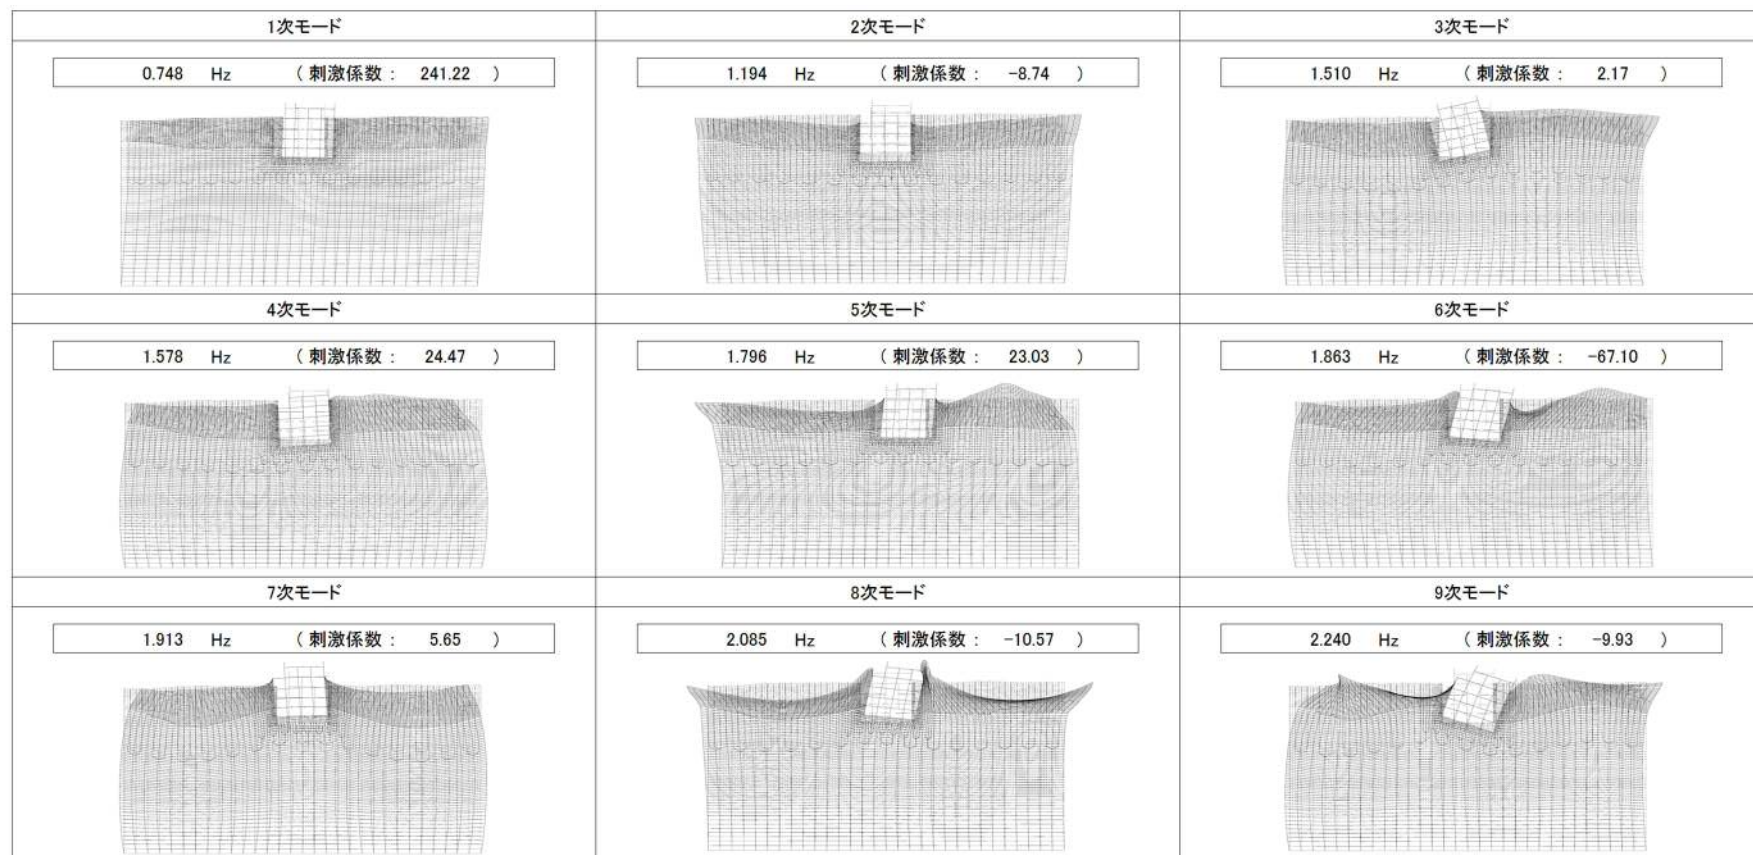 1次モード
2次モード
3次モード
0.748 Hz (刺激係数: 241.22)
1.194 Hz (刺激係数: -8.74)
1.510 Hz (刺激係数: 2.17)
4次モード
5次モード
6次モード
1.578 Hz (刺激係数: 24.47)
1.796 Hz (刺激係数: 23.03)
1.863 Hz (刺激係数: -67.10)
7次モード
8次モード
9次モード
1.913 Hz (刺激係数: 5.65)
2.085 Hz (刺激係数: -10.57)
2.240 Hz (刺激係数: -9.93)